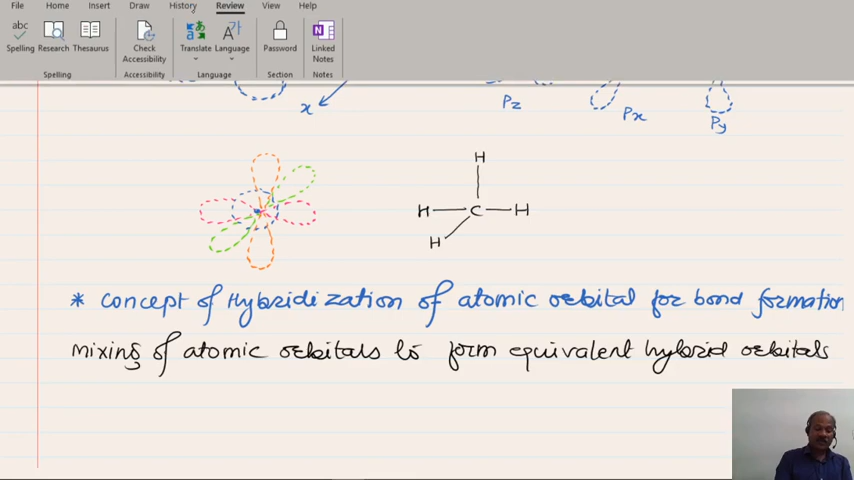 File Home Insert Draw History Review View Help
abc
Spelling Research Thesaurus Check Accessibility Translate Language Password Linked Notes
Spelling Accessibility Language Section Notes
x Pz Px Py
H
H C H
H
* concept of Hybridization of atomic orbital for bond formation
mixing of atomic orbitals to form equivalent hybrid orbitals